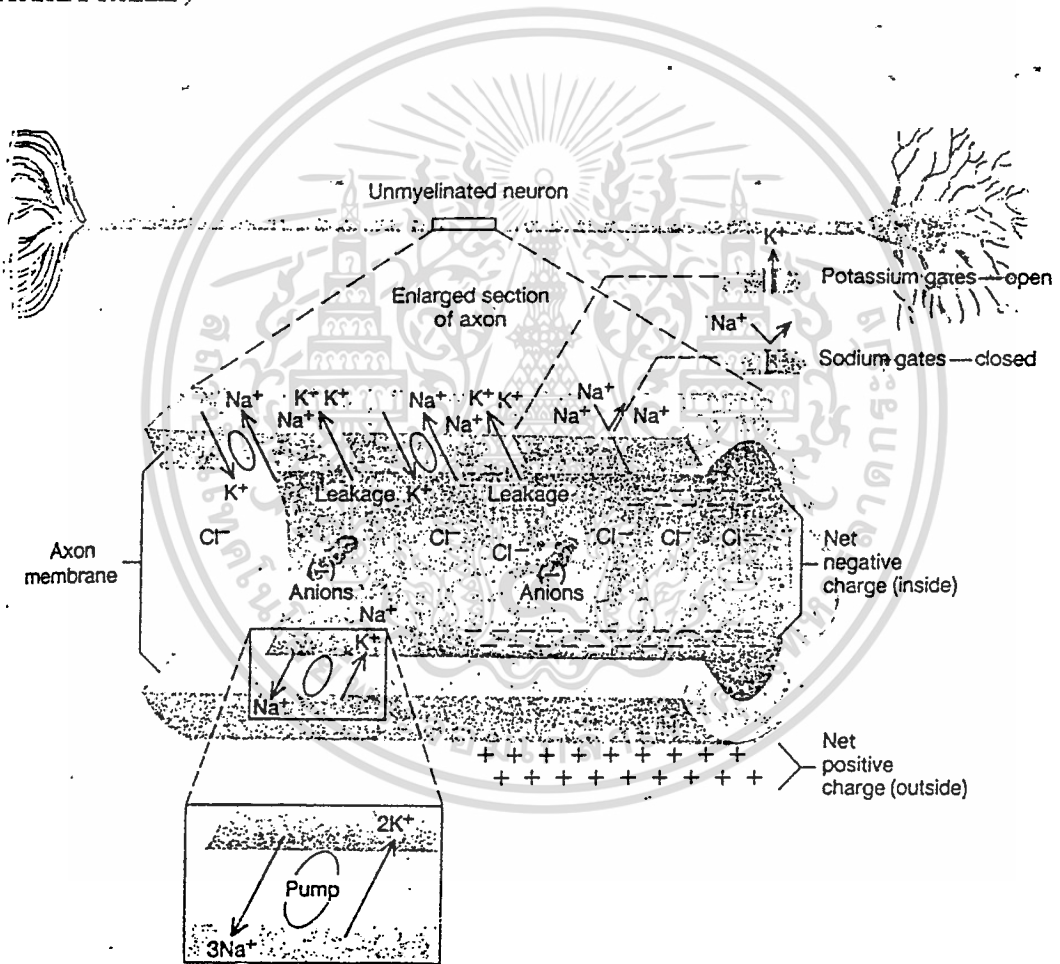 Unmyelinated neuron
K⁺
Potassium gates — open
Enlarged section
of axon
Na⁺
Sodium gates — closed
Na⁺
K⁺ K⁺
Na⁺
Na⁺
K⁺ K⁺
Na⁺
Na⁺
Na⁺
Na⁺
K⁺
Leakage
K⁺
Leakage
Cl⁻
Cl⁻
Cl⁻
Cl⁻
Cl⁻
Cl⁻
Axon
membrane
Net
negative
charge (inside)
(−)
Anions
(−)
Anions
Na⁺
K⁺
Na⁺
+ + + + + + + + +
+ + + + + + + + + +
Net
positive
charge (outside)
2K⁺
Pump
3Na⁺